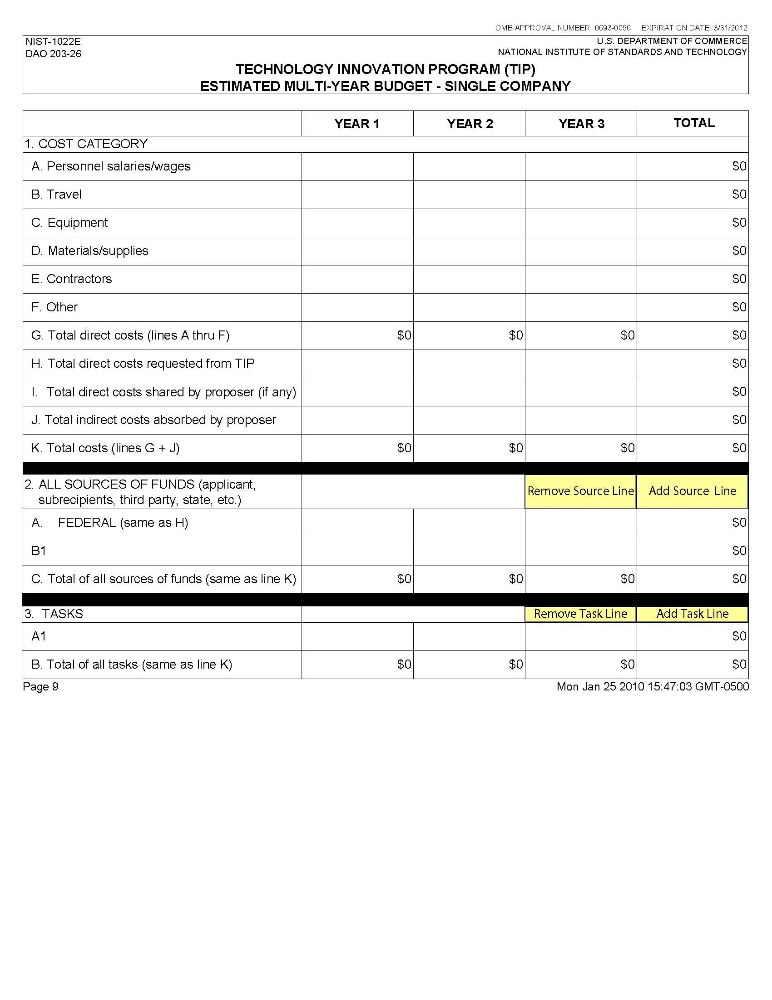 OMB APPROVAL NUMBER: 0693-0050 EXPIRATION DATE: 3/31/2012
NIST-1022E
DAO 203-26
U.S. DEPARTMENT OF COMMERCE
NATIONAL INSTITUTE OF STANDARDS AND TECHNOLOGY
TECHNOLOGY INNOVATION PROGRAM (TIP)
ESTIMATED MULTI-YEAR BUDGET - SINGLE COMPANY
YEAR 1 YEAR 2 YEAR 3 TOTAL
1. COST CATEGORY
A. Personnel salaries/wages $0
B. Travel $0
C. Equipment $0
D. Materials/supplies $0
E. Contractors $0
F. Other $0
G. Total direct costs (lines A thru F) $0 $0 $0 $0
H. Total direct costs requested from TIP $0
I. Total direct costs shared by proposer (if any) $0
J. Total indirect costs absorbed by proposer $0
K. Total costs (lines G + J) $0 $0 $0 $0
2. ALL SOURCES OF FUNDS (applicant,
subrecipients, third party, state, etc.)
Remove Source Line Add Source Line
A. FEDERAL (same as H) $0
B1 $0
C. Total of all sources of funds (same as line K) $0 $0 $0 $0
3. TASKS Remove Task Line Add Task Line
A1 $0
B. Total of all tasks (same as line K) $0 $0 $0 $0
Page 9 Mon Jan 25 2010 15:47:03 GMT-0500